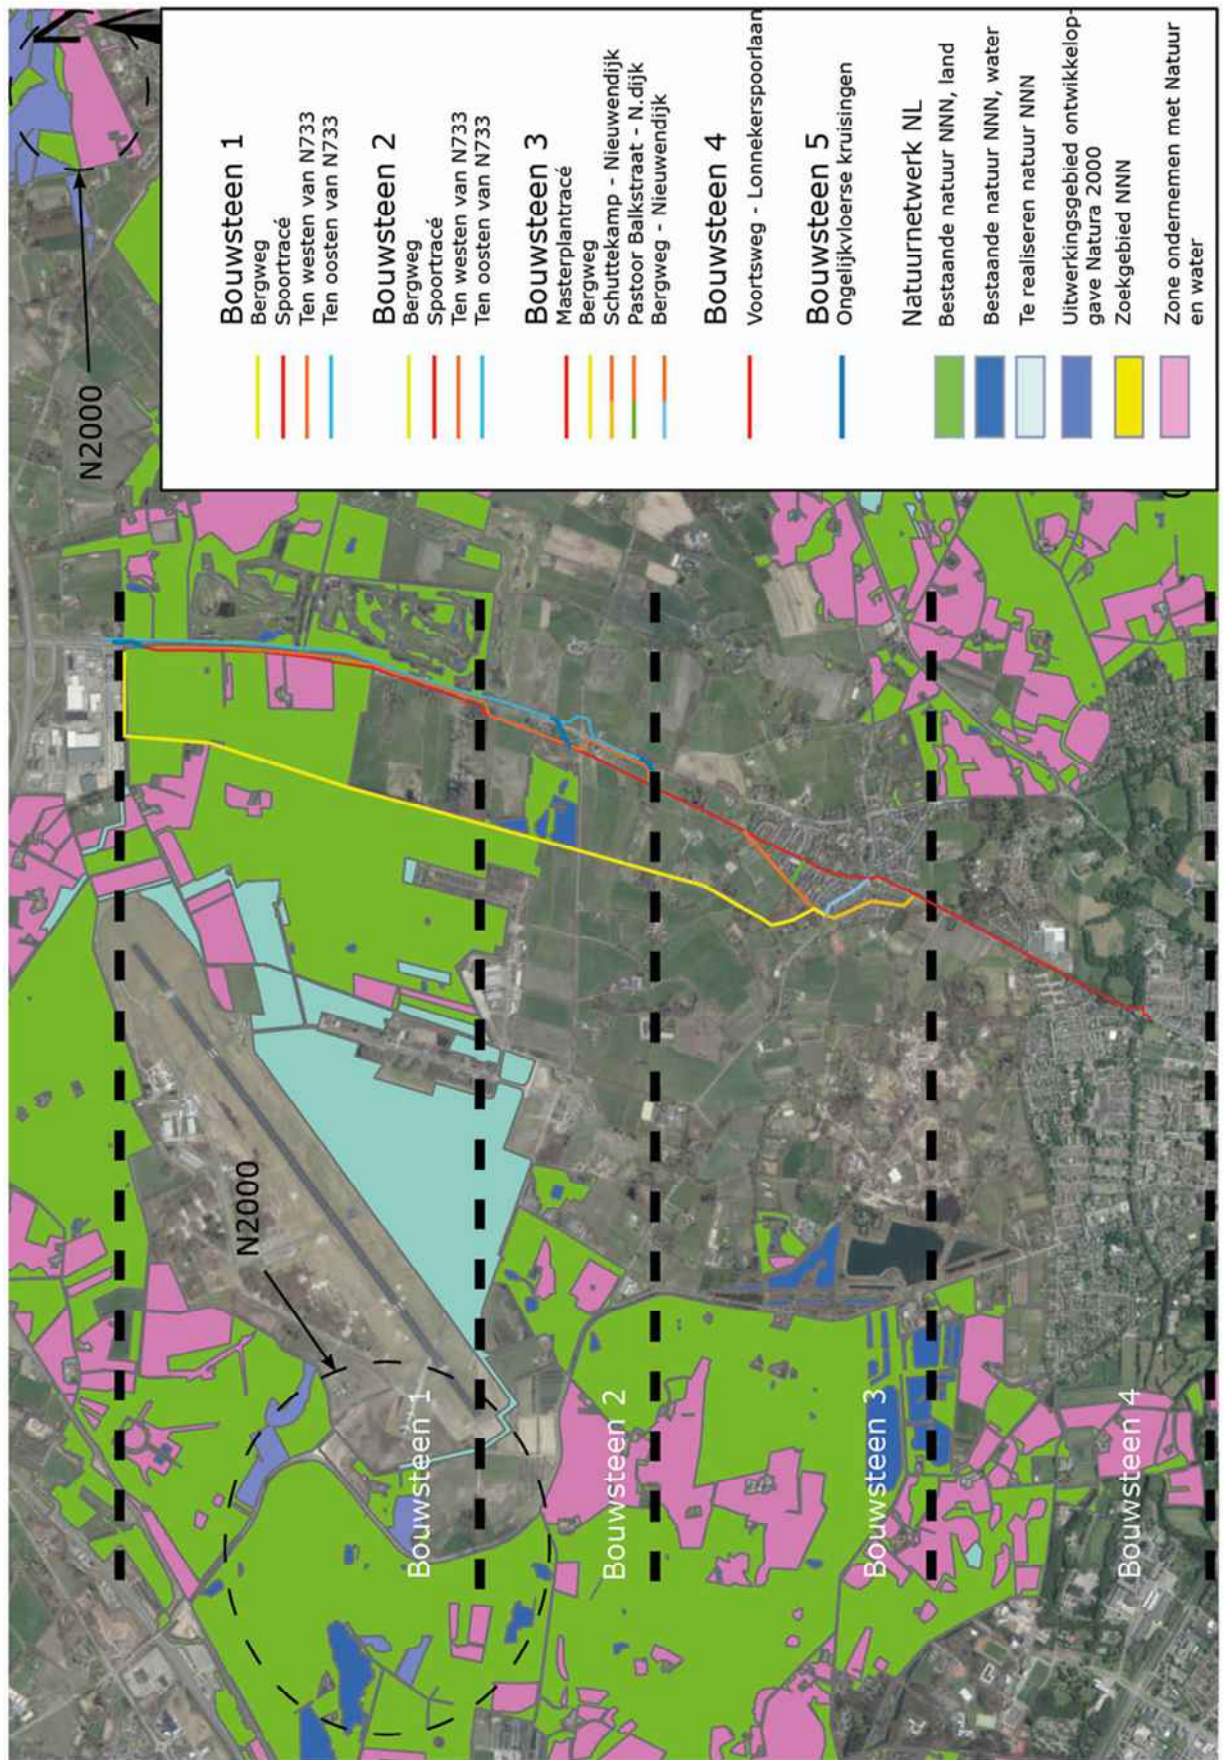 N2000
N2000
Bouwsteen 1
Bouwsteen 2
Bouwsteen 3
Bouwsteen 4
Bouwsteen 1
Bergweg
Spoortracé
Ten westen van N733
Ten oosten van N733
Bouwsteen 2
Bergweg
Spoortracé
Ten westen van N733
Ten oosten van N733
Bouwsteen 3
Masterplantracé
Bergweg
Schuttekamp - Nieuwendijk
Pastoor Balkstraat - N.dijk
Bergweg - Nieuwendijk
Bouwsteen 4
Voortsweg - Lonnekerspoorlaan
Bouwsteen 5
Ongelijkvloerse kruisingen
Natuurnetwerk NL
Bestaande natuur NNN, land
Bestaande natuur NNN, water
Te realiseren natuur NNN
Uitwerkingsgebied ontwikkelop-
gave Natura 2000
Zoekgebied NNN
Zone ondernemen met Natuur
en water